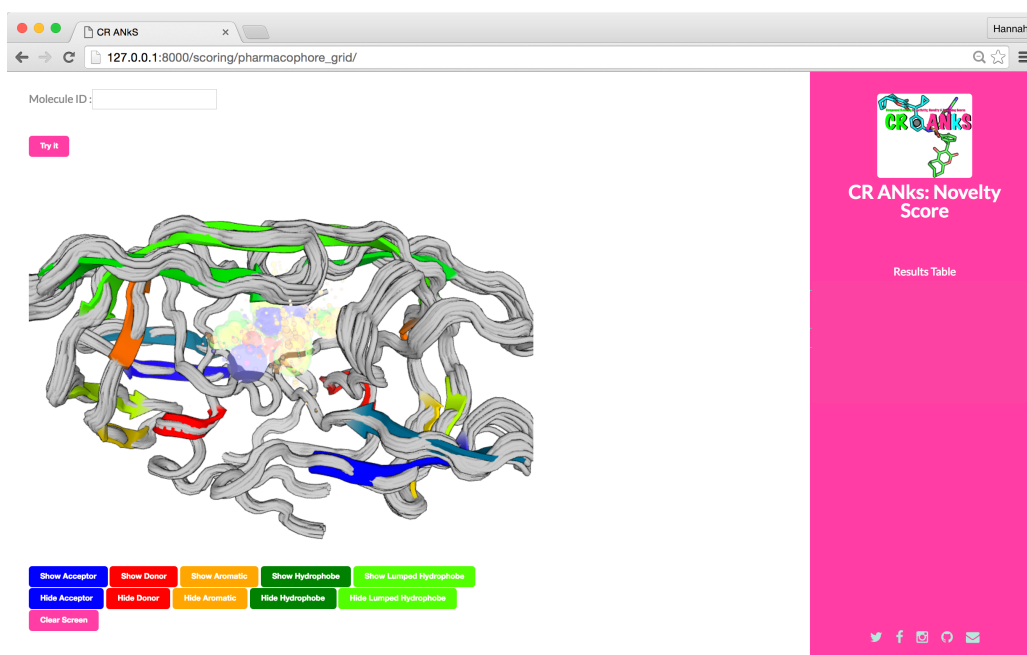 CR ANkS
Hannah
127.0.0.1:8000/scoring/pharmacophore_grid/
Molecule ID :
Try it
CR ANkS
CR ANks: Novelty
Score
Results Table
Show Acceptor Show Donor Show Aromatic Show Hydrophobe Show Lumped Hydrophobe
Hide Acceptor Hide Donor Hide Aromatic Hide Hydrophobe Hide Lumped Hydrophobe
Clear Screen